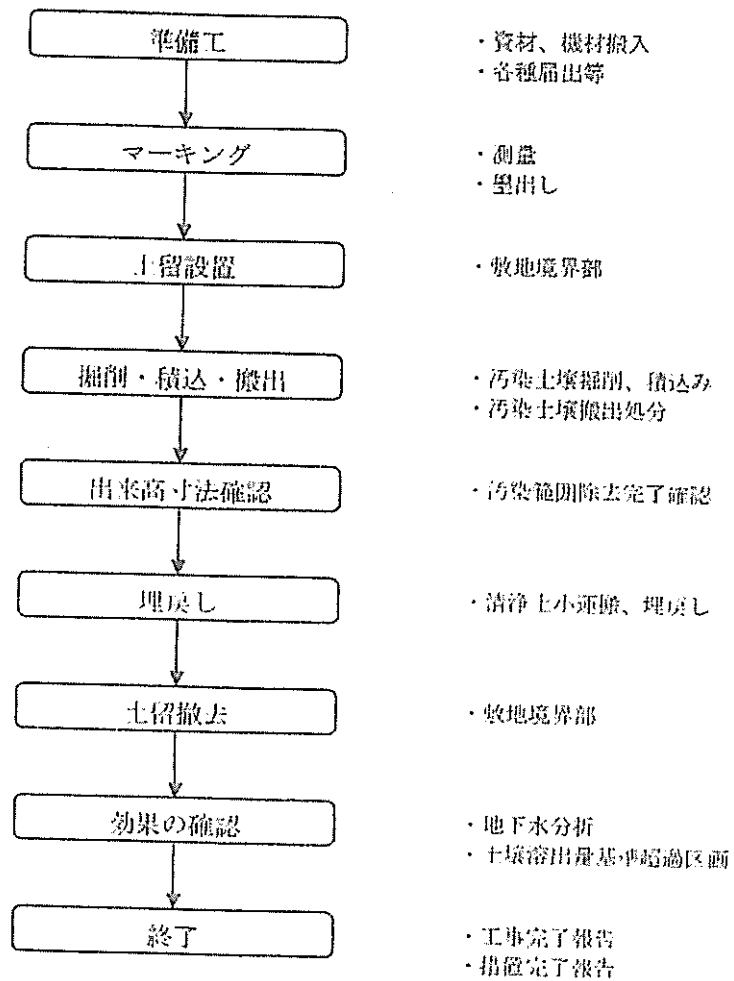 準備工
・資材、機材搬入
・各種届出等
マーキング
・測量
・墨出し
土留設置
・敷地境界部
掘削・積込・搬出
・汚染土壌掘削、積込み
・汚染土壌搬出処分
出来高寸法確認
・汚染範囲除去完了確認
埋戻し
・清浄土小運搬、埋戻し
土留撤去
・敷地境界部
効果の確認
・地下水分析
・土壌溶出量基準超過区画
終了
・工事完了報告
・措置完了報告